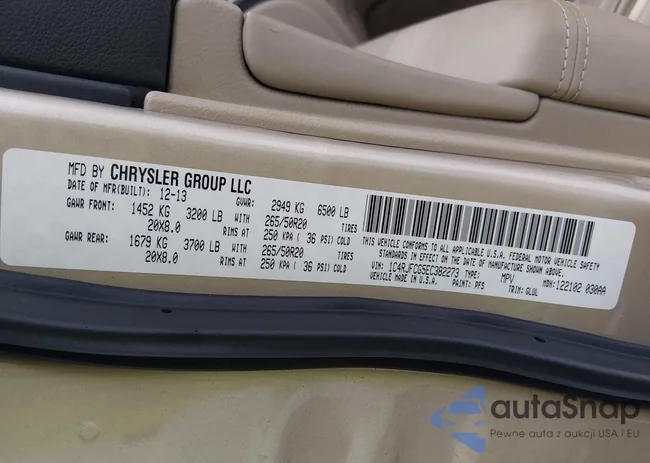 MFD BY CHRYSLER GROUP LLC
DATE OF MFR(BUILT): 12-13 GVWR: 2949 KG 6500 LB
GAWR FRONT: 1452 KG 3200 LB WITH 265/50R20 TIRES
20X8.0 RIMS AT 250 KPA ( 36 PSI) COLD
GAWR REAR: 1679 KG 3700 LB WITH 265/50R20 TIRES
20X8.0 RIMS AT 250 KPA ( 36 PSI) COLD
THIS VEHICLE CONFORMS TO ALL APPLICABLE U.S.A. FEDERAL MOTOR VEHICLE SAFETY
STANDARDS IN EFFECT ON THE DATE OF MANUFACTURE SHOWN ABOVE.
VIN: 1C4RJFCG5EC382273 TYPE: MPV MDH: 122102 030AA
VEHICLE MADE IN U.S.A. PAINT: PFS TRIM: GLUL
autaSnap
Pewne auta z aukcji USA i EU